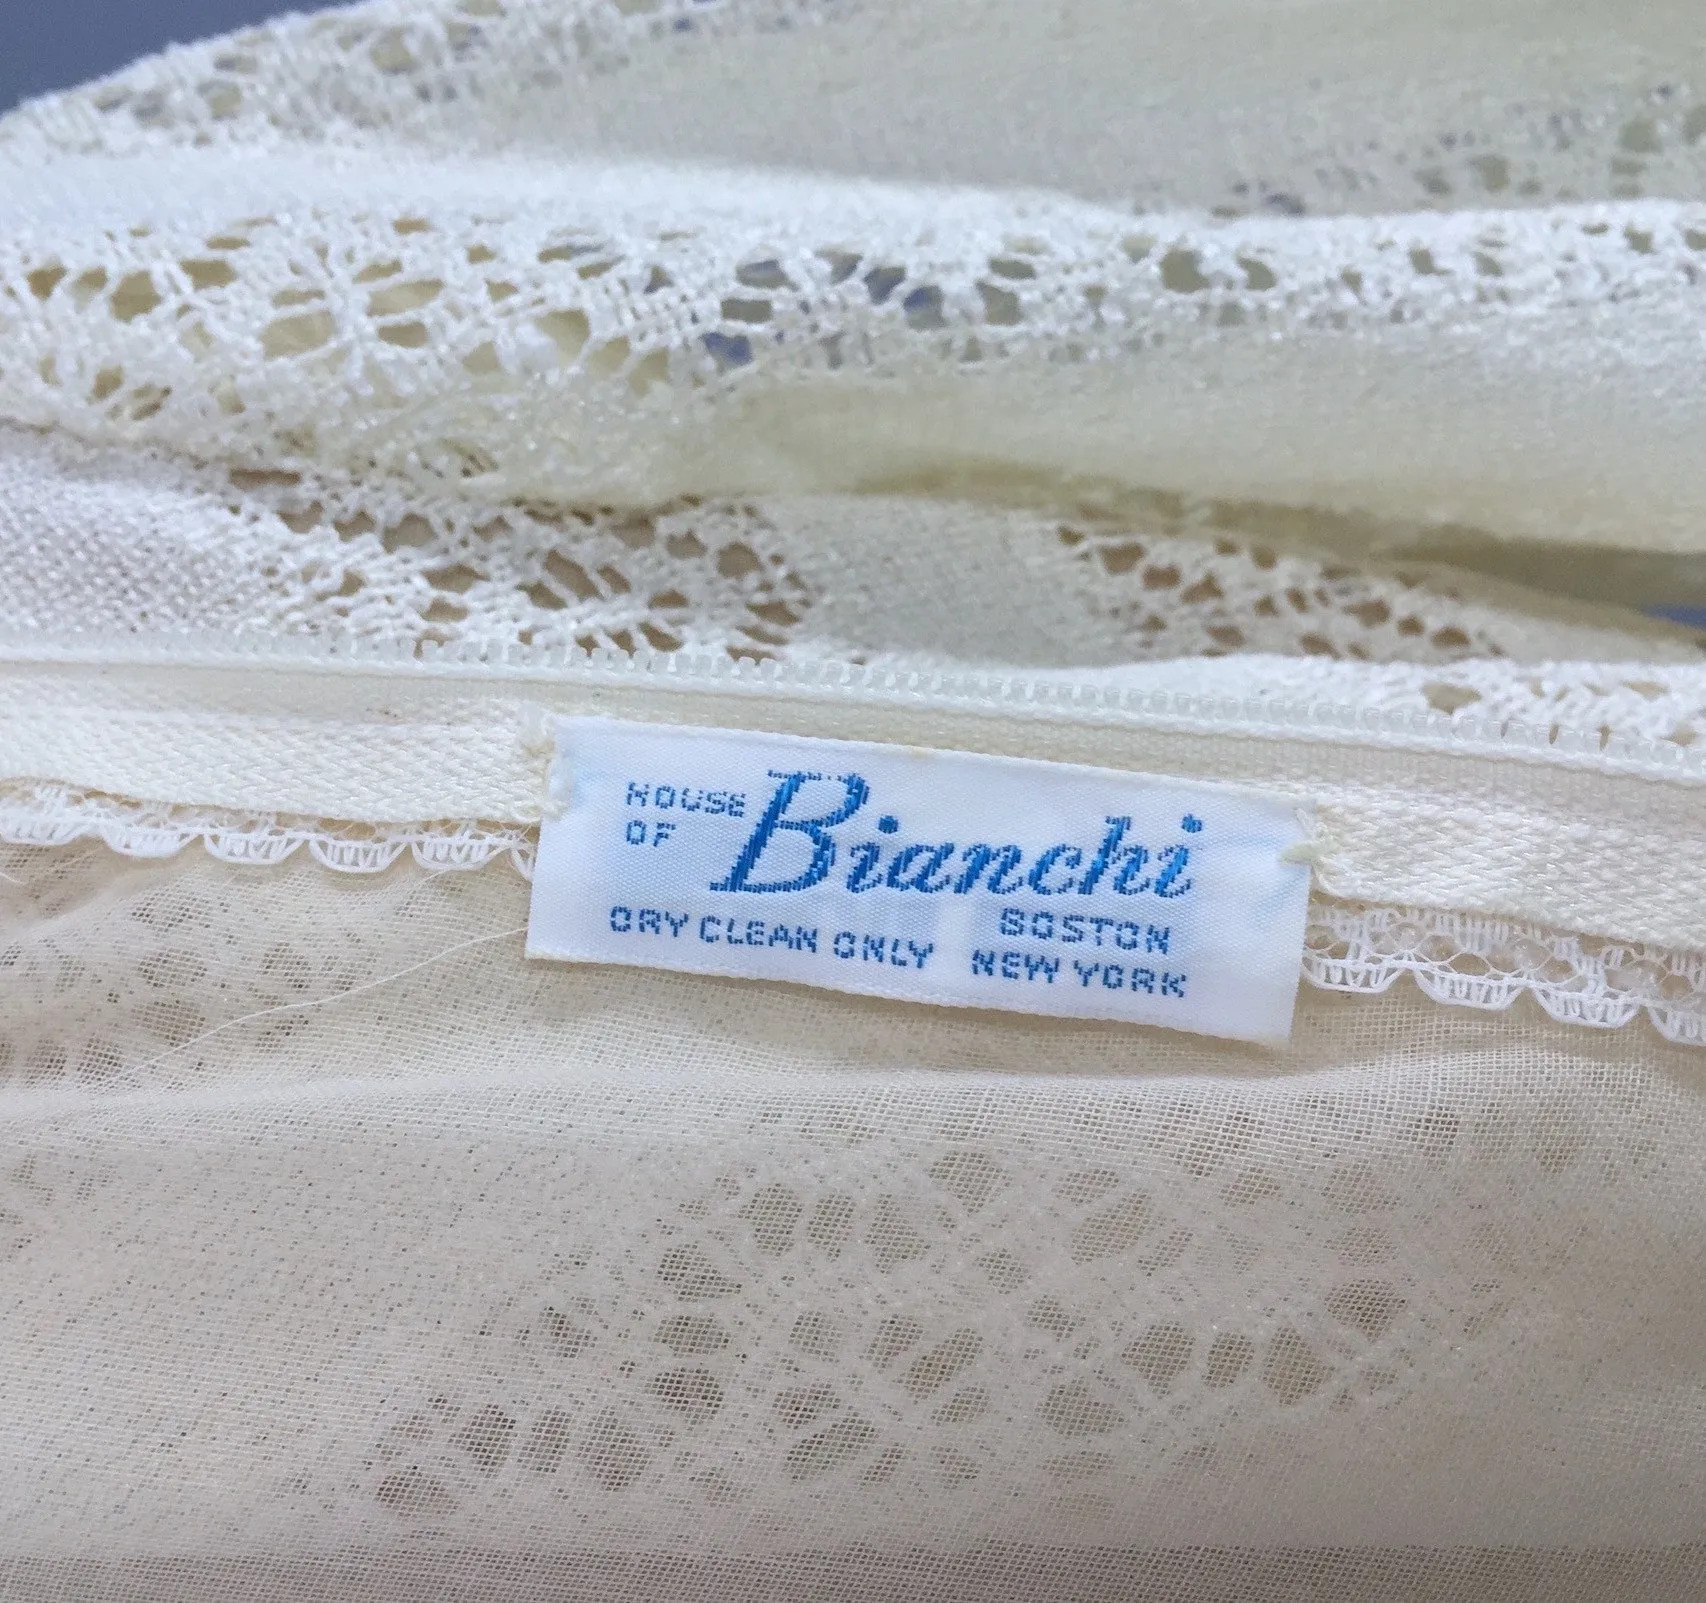 HOUSE
OF
Bianchi
DRY CLEAN ONLY
BOSTON
NEW YORK